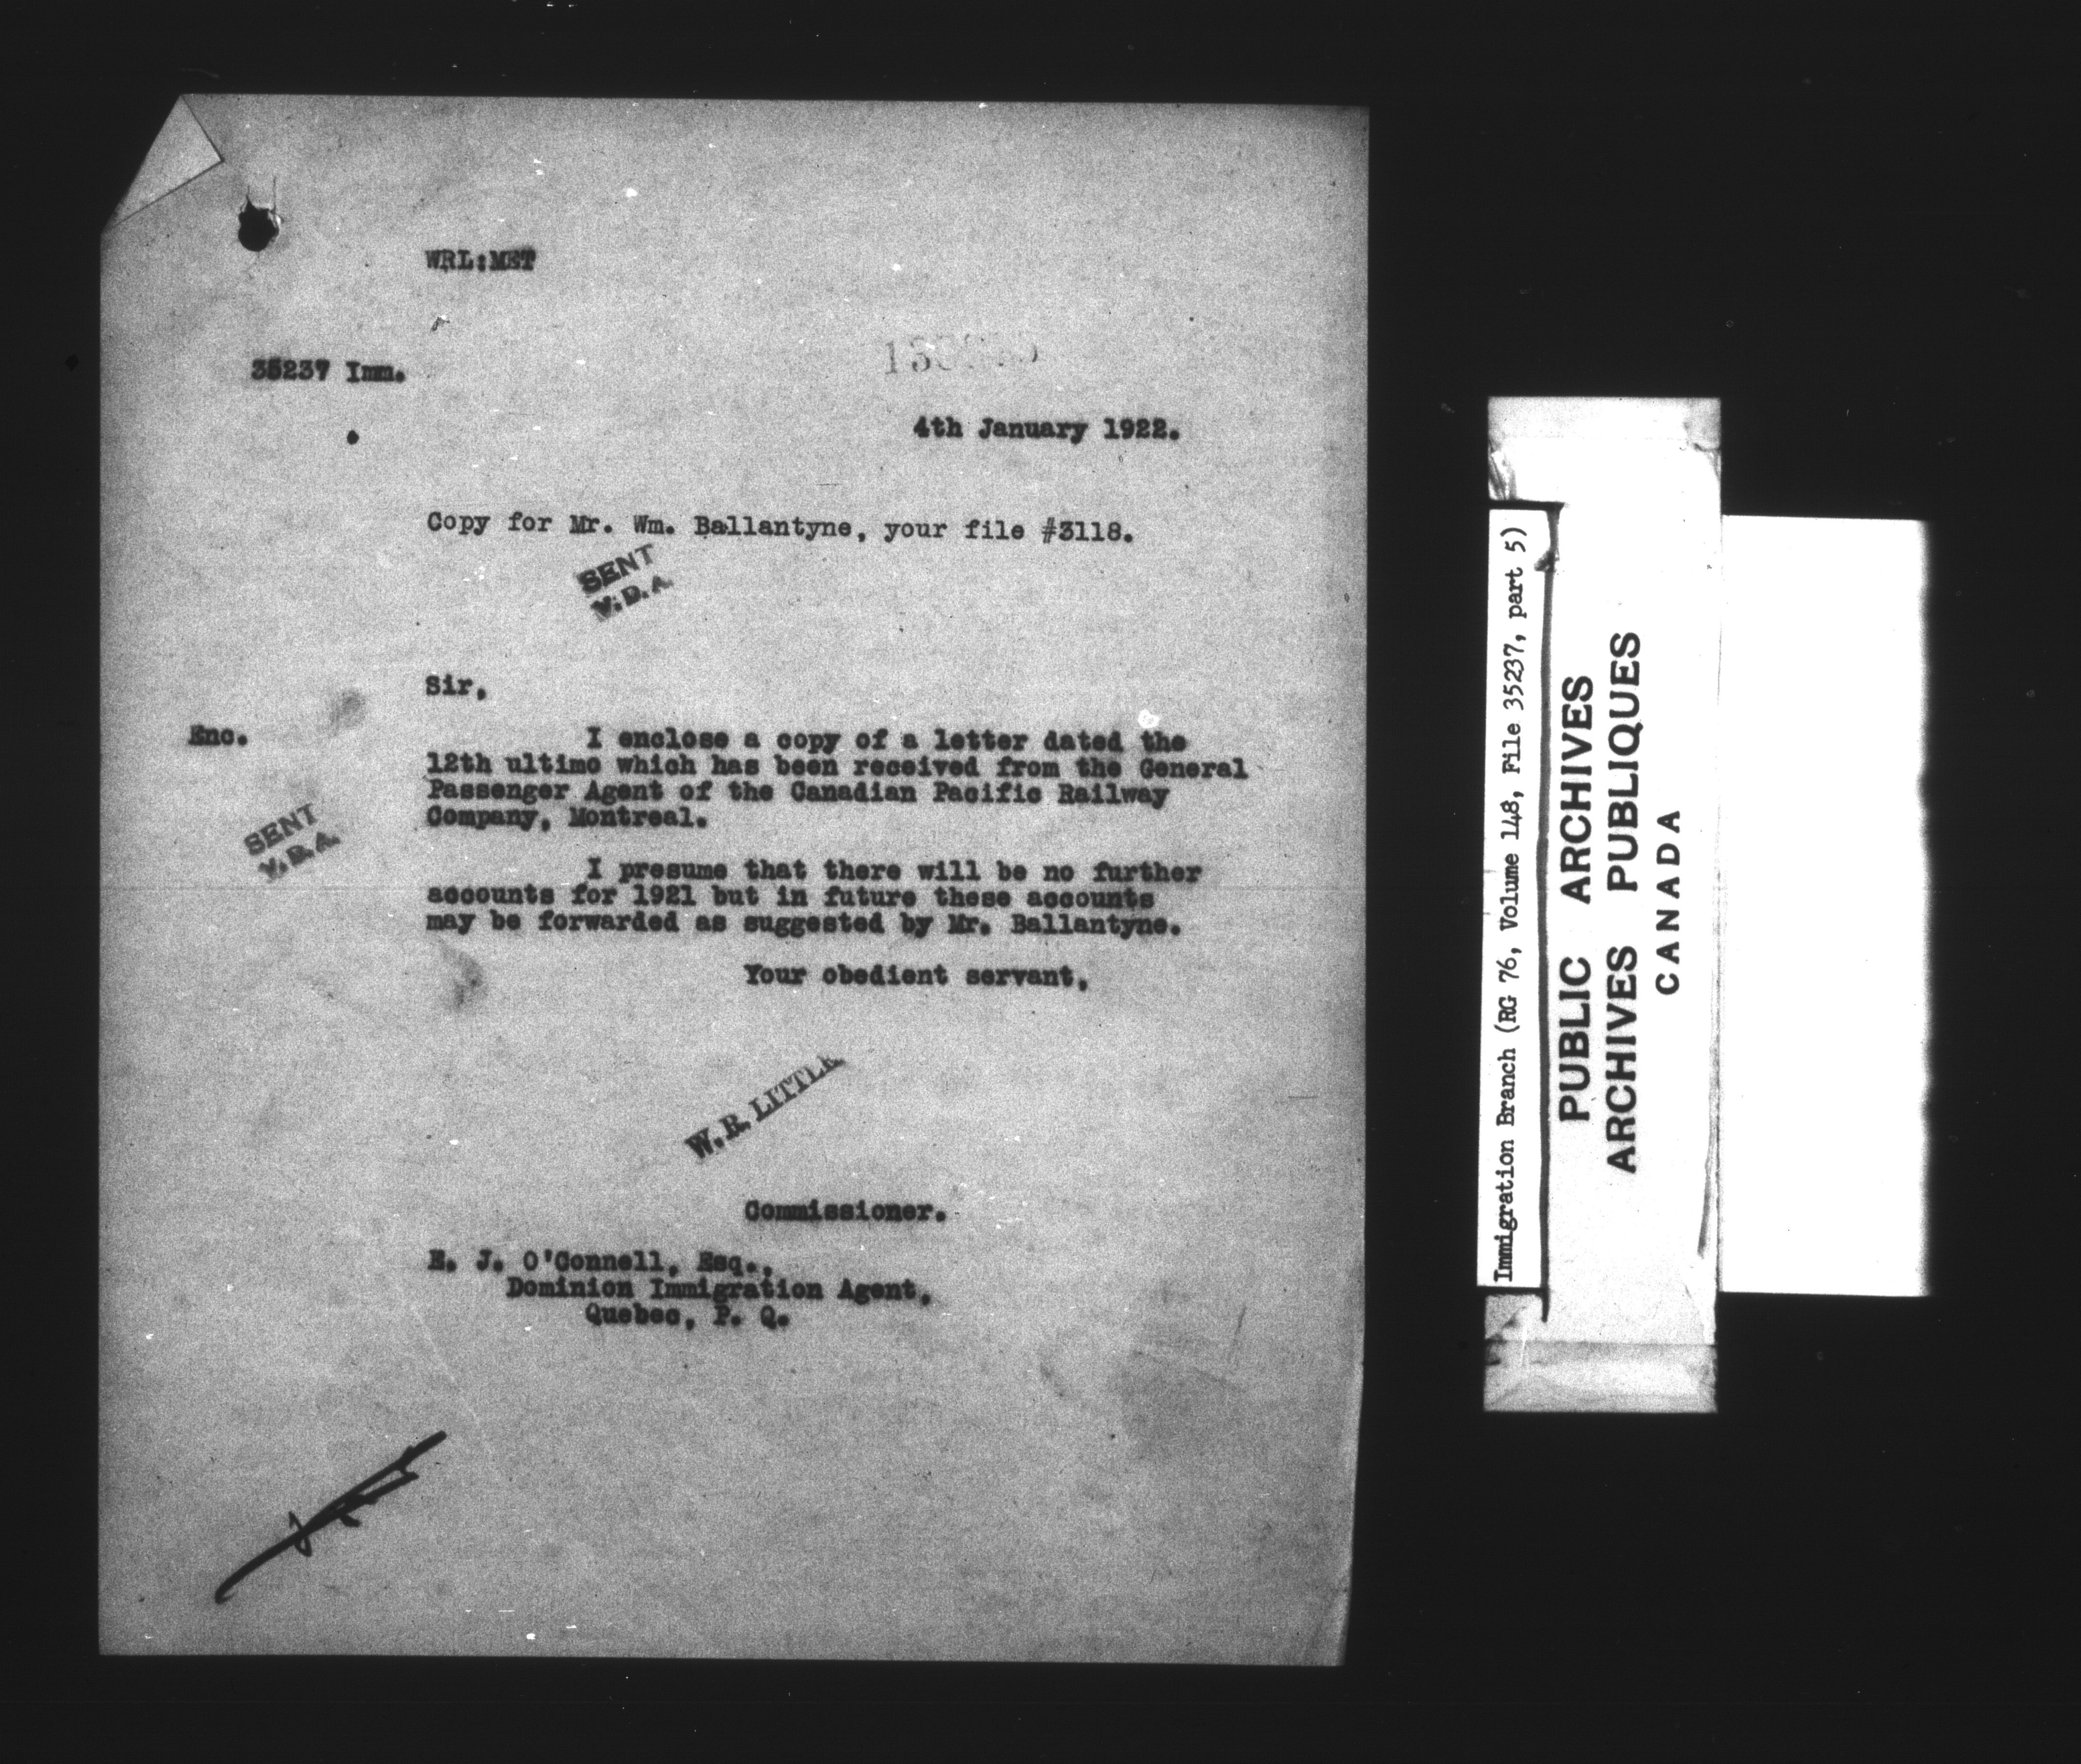 WRL:MET
35237 Imm.
4th January 1922.
Copy for Mr. Wm. Ballantyne, your file #3118.
SENT
V.D.A.
Sir,
Enc.
I enclose a copy of a letter dated the
12th ultimo which has been received from the General
Passenger Agent of the Canadian Pacific Railway
Company, Montreal.
SENT
V.D.A.
I presume that there will be no further
accounts for 1921 but in future these accounts
may be forwarded as suggested by Mr. Ballantyne.
Your obedient servant,
W. R. LITTLE
Commissioner.
E. J. O'Connell, Esq.,
Dominion Immigration Agent,
Quebec, P. Q.
Immigration Branch (RG 76, Volume 148, File 35237, part 5)
PUBLIC ARCHIVES
ARCHIVES PUBLIQUES
CANADA